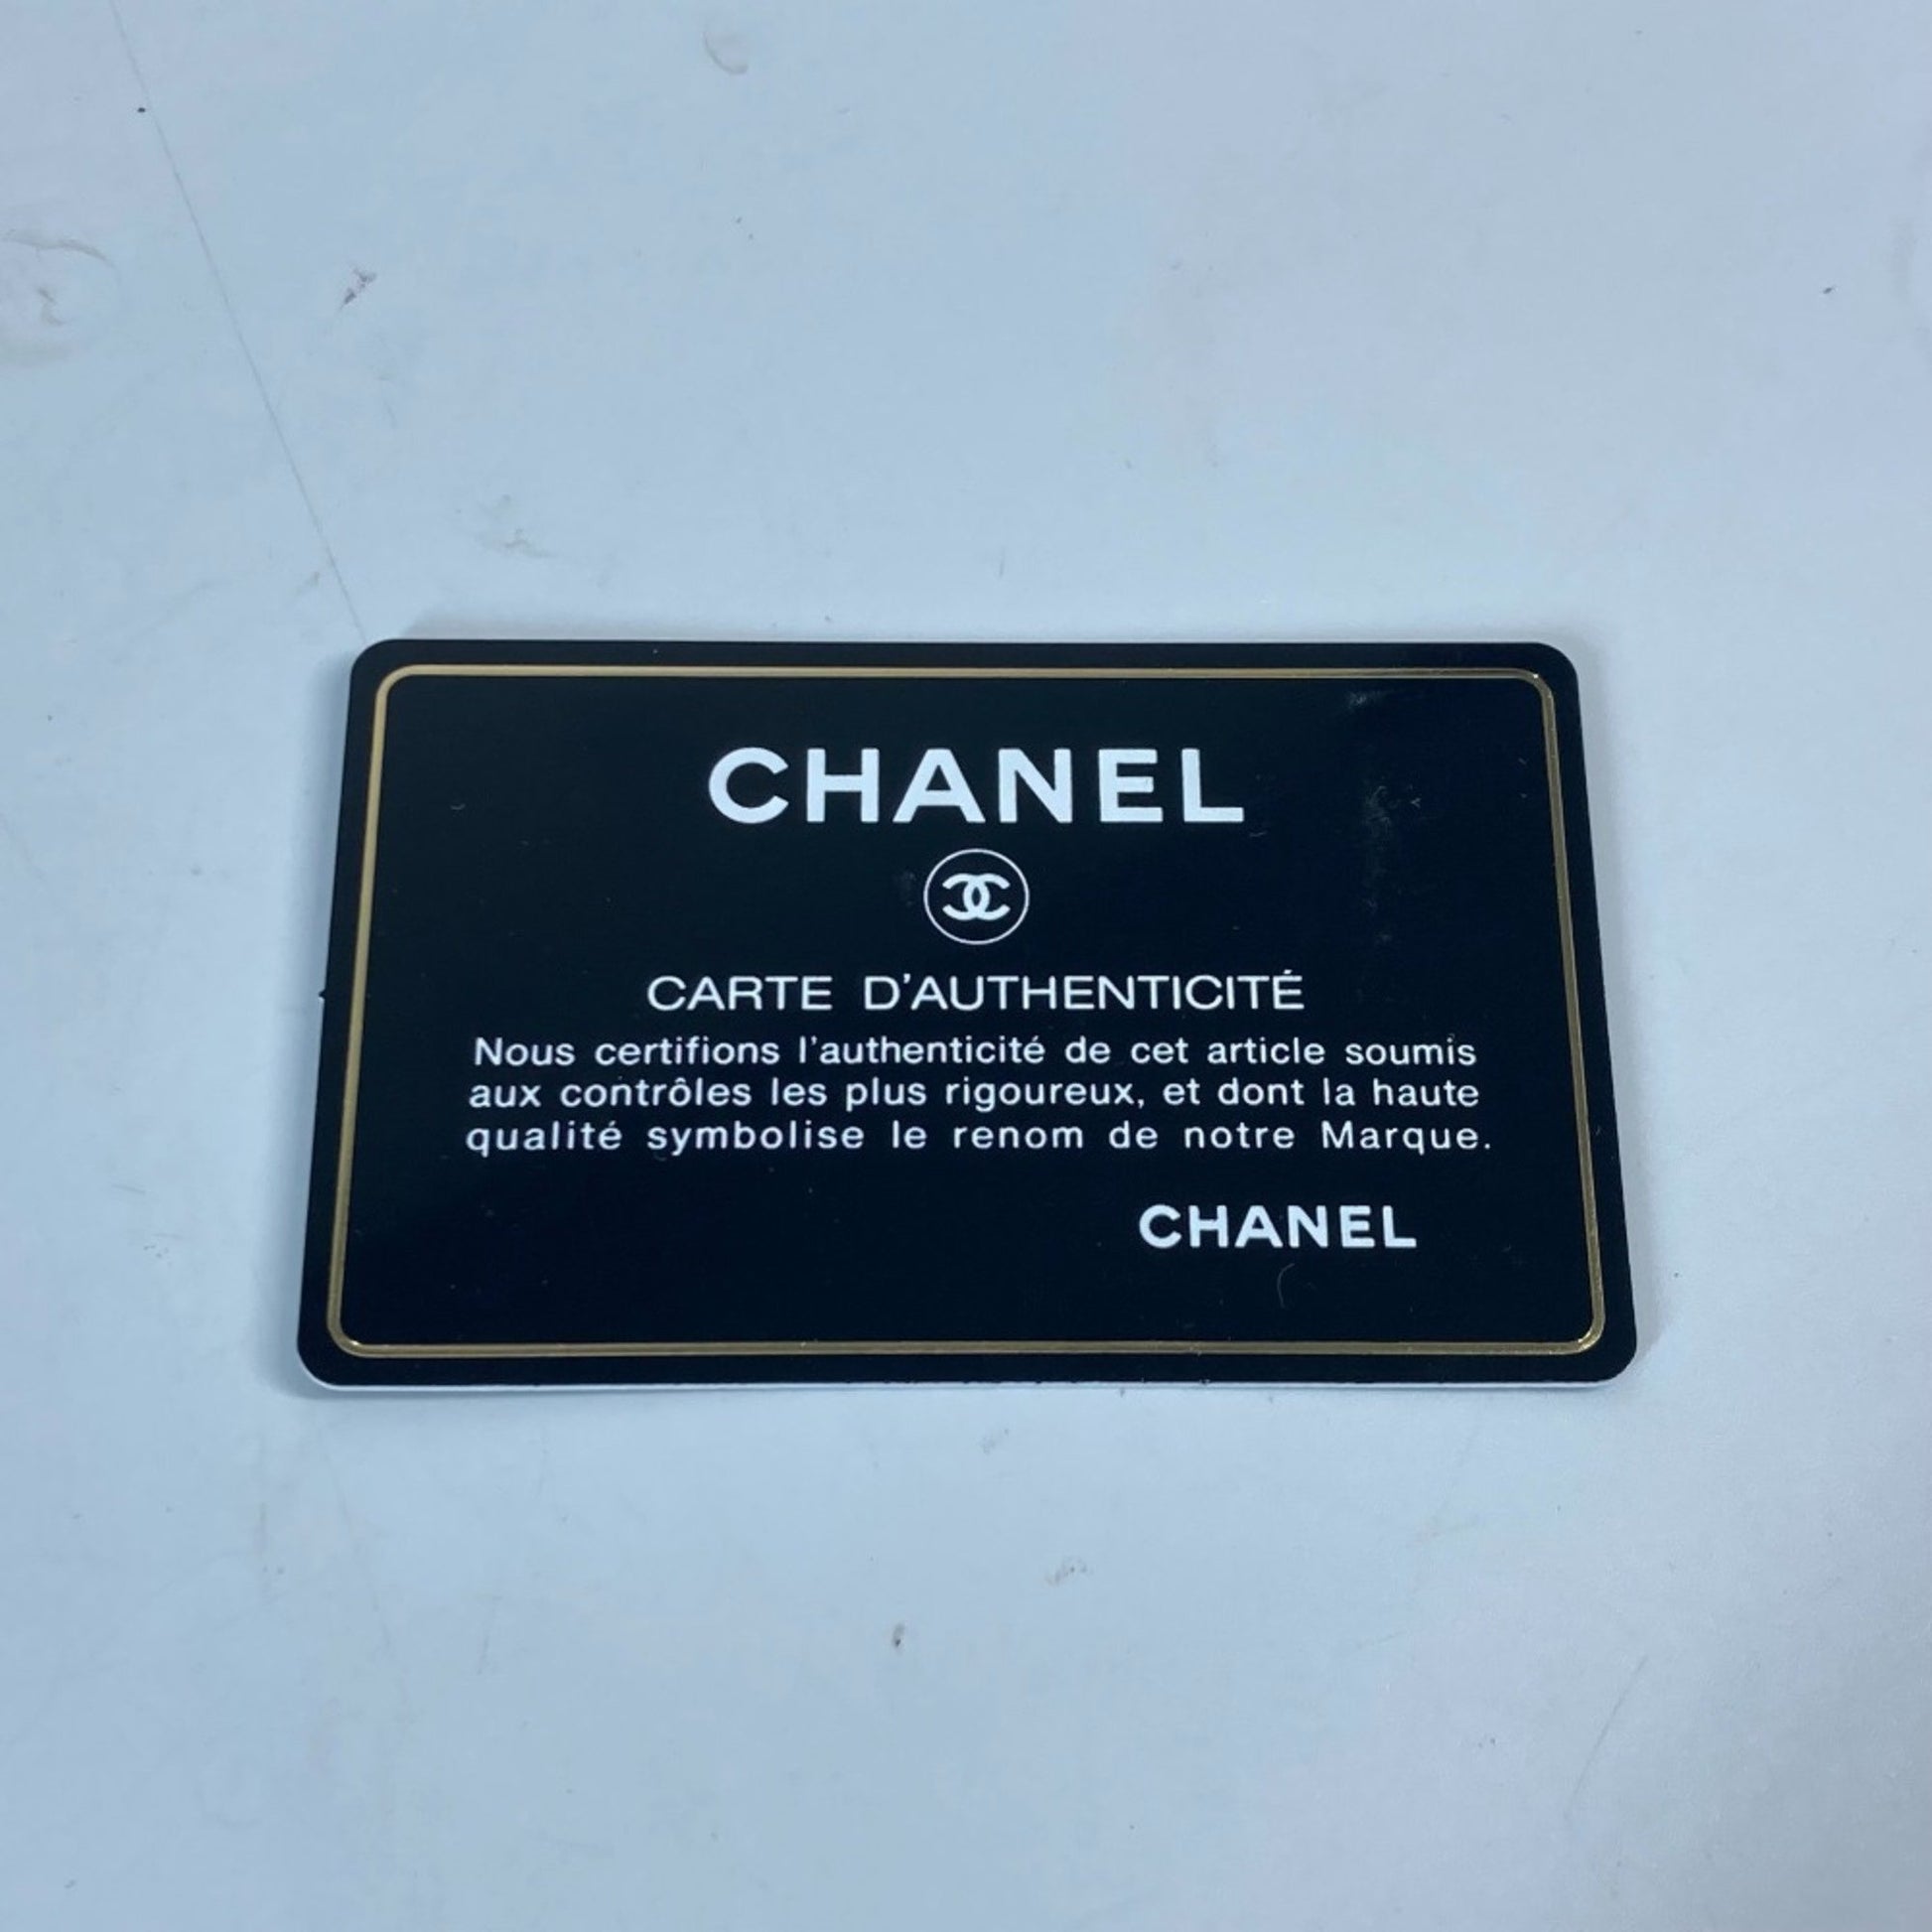 CHANEL
CARTE D'AUTHENTICITÉ
Nous certifions l'authenticité de cet article soumis
aux contrôles les plus rigoureux, et dont la haute
qualité symbolise le renom de notre Marque.
CHANEL